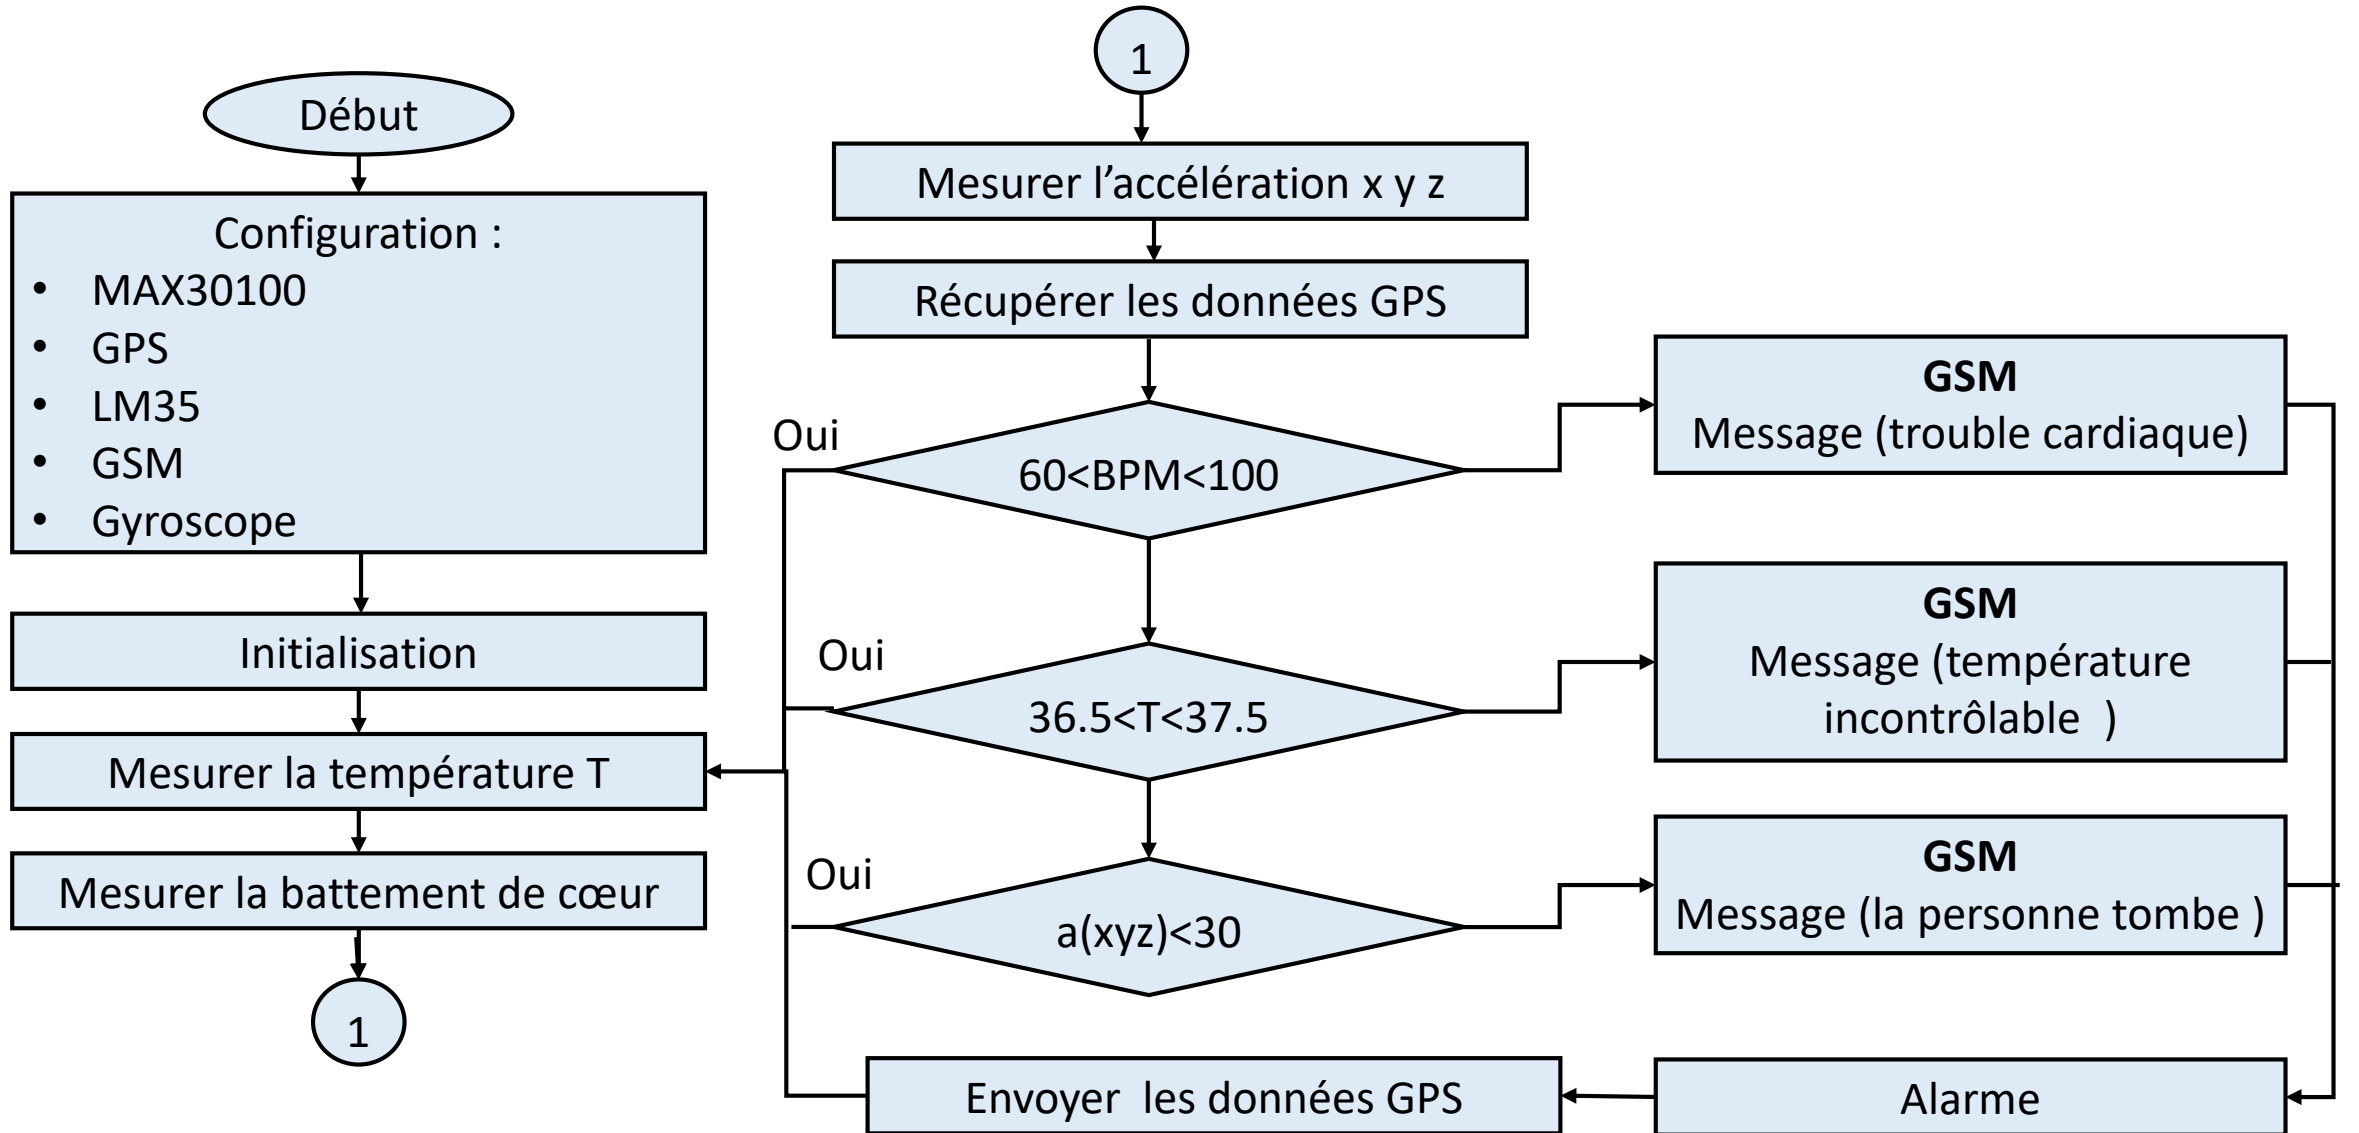 Début
Configuration :
• MAX30100
• GPS
• LM35
• GSM
• Gyroscope
Initialisation
Mesurer la température T
Mesurer la battement de cœur
1
1
Mesurer l’accélération x y z
Récupérer les données GPS
Oui
60<BPM<100
GSM
Message (trouble cardiaque)
Oui
36.5<T<37.5
GSM
Message (température
incontrôlable )
Oui
a(xyz)<30
GSM
Message (la personne tombe )
Envoyer les données GPS
Alarme